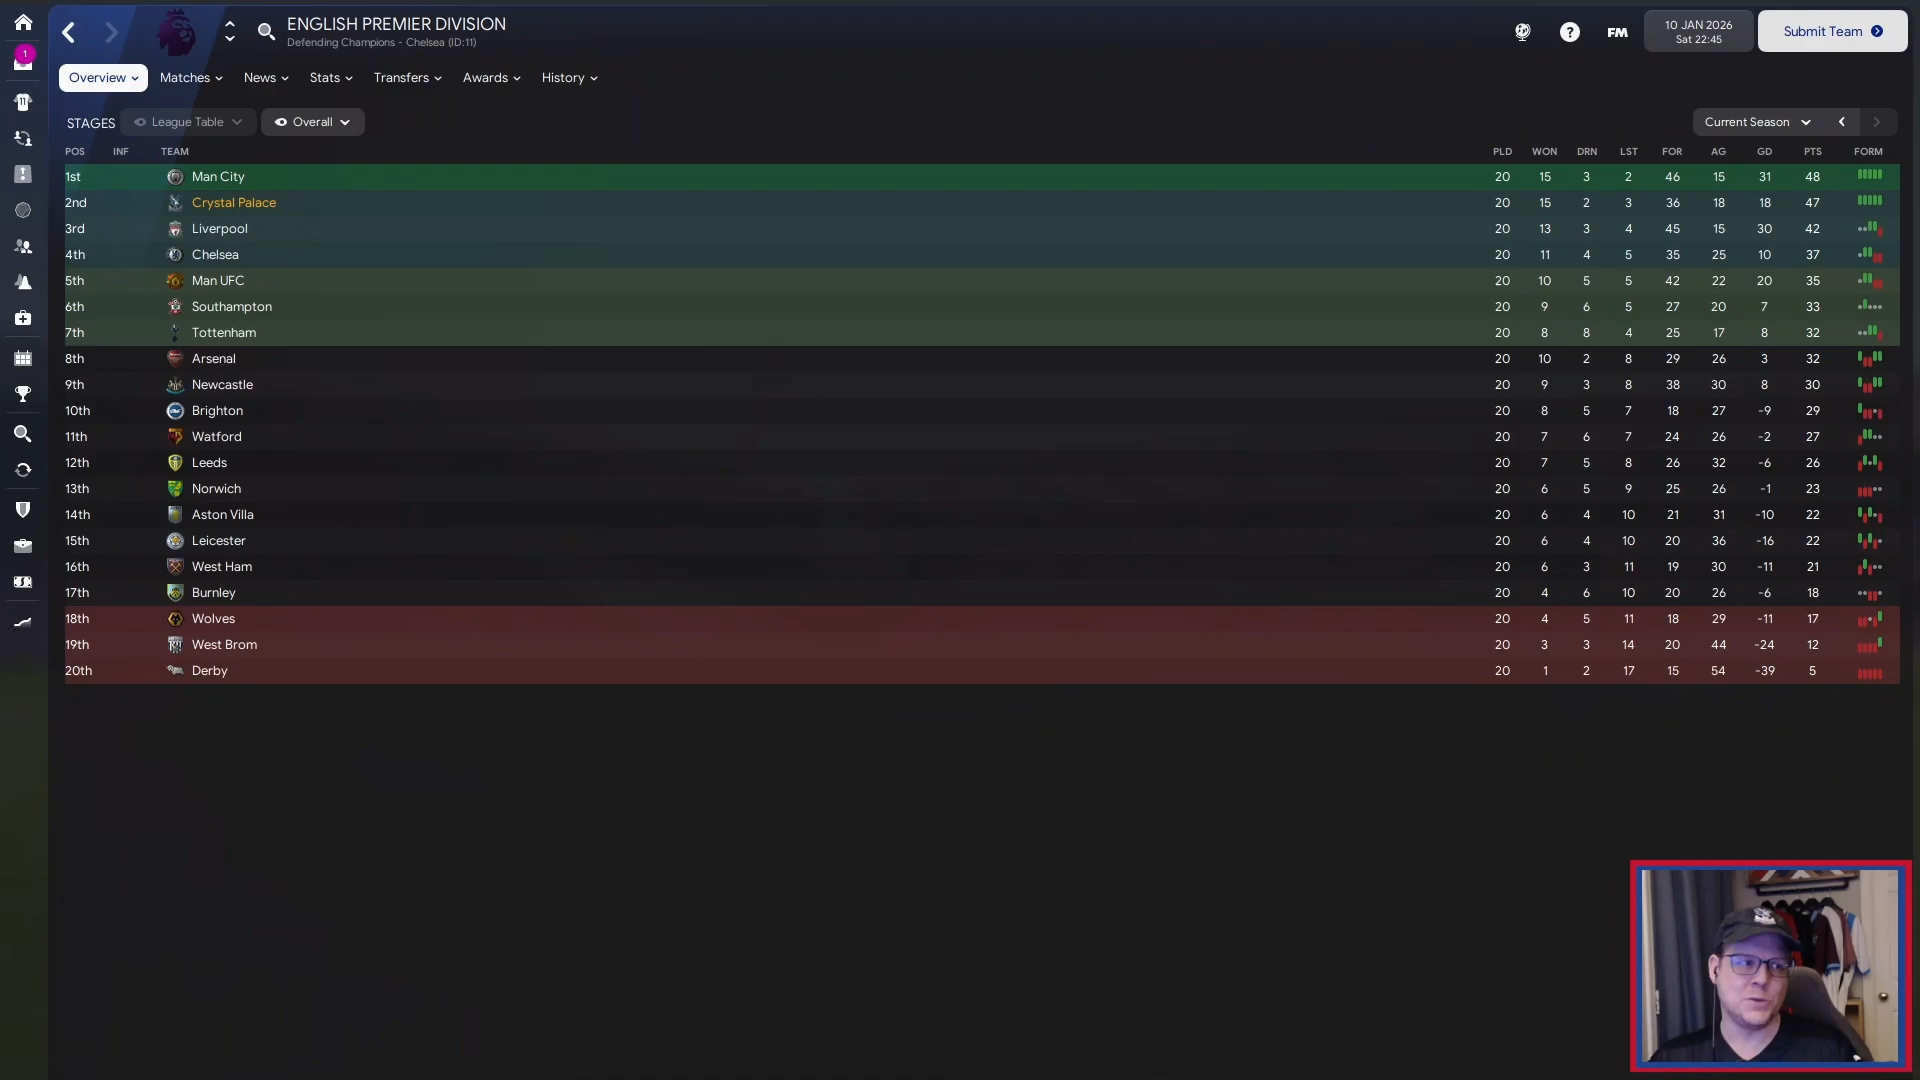 ENGLISH PREMIER DIVISION
Defending Champions - Chelsea (ID:11)
FM
10 JAN 2026
Sat 22:45
Submit Team
1
Overview Matches News Stats Transfers Awards History
STAGES League Table Overall Current Season
POS INF TEAM PLD WON DRN LST FOR AG GD PTS FORM
1st Man City 20 15 3 2 46 15 31 48
2nd Crystal Palace 20 15 2 3 36 18 18 47
3rd Liverpool 20 13 3 4 45 15 30 42
4th Chelsea 20 11 4 5 35 25 10 37
5th Man UFC 20 10 5 5 42 22 20 35
6th Southampton 20 9 6 5 27 20 7 33
7th Tottenham 20 8 8 4 25 17 8 32
8th Arsenal 20 10 2 8 29 26 3 32
9th Newcastle 20 9 3 8 38 30 8 30
10th Brighton 20 8 5 7 18 27 -9 29
11th Watford 20 7 6 7 24 26 -2 27
12th Leeds 20 7 5 8 26 32 -6 26
13th Norwich 20 6 5 9 25 26 -1 23
14th Aston Villa 20 6 4 10 21 31 -10 22
15th Leicester 20 6 4 10 20 36 -16 22
16th West Ham 20 6 3 11 19 30 -11 21
17th Burnley 20 4 6 10 20 26 -6 18
18th Wolves 20 4 5 11 18 29 -11 17
19th West Brom 20 3 3 14 20 44 -24 12
20th Derby 20 1 2 17 15 54 -39 5